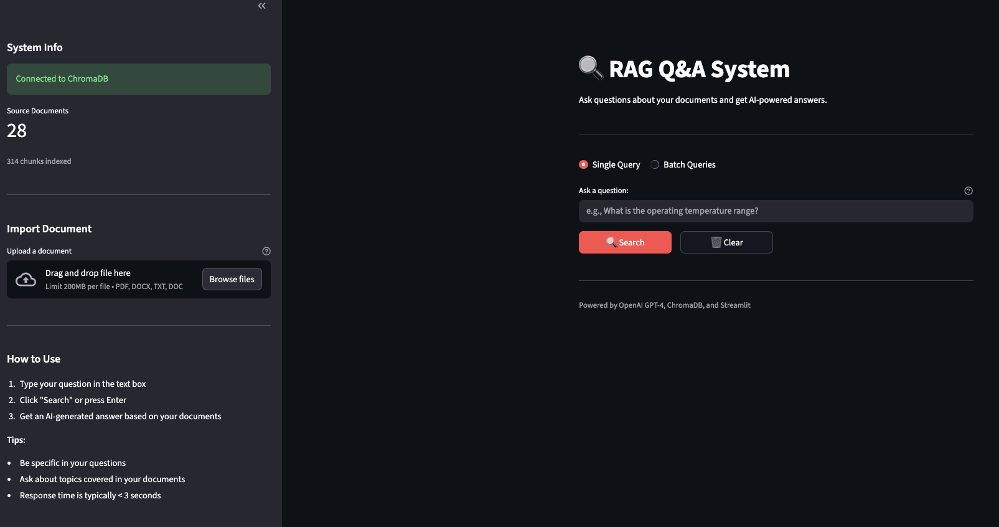 System Info
Connected to ChromaDB
Source Documents
28
314 chunks indexed
Import Document
Upload a document
Drag and drop file here
Limit 200MB per file • PDF, DOCX, TXT, DOC
Browse files
How to Use
1. Type your question in the text box
2. Click "Search" or press Enter
3. Get an AI-generated answer based on your documents
Tips:
• Be specific in your questions
• Ask about topics covered in your documents
• Response time is typically < 3 seconds
RAG Q&A System
Ask questions about your documents and get AI-powered answers.
Single Query
Batch Queries
Ask a question:
e.g., What is the operating temperature range?
Search
Clear
Powered by OpenAI GPT-4, ChromaDB, and Streamlit